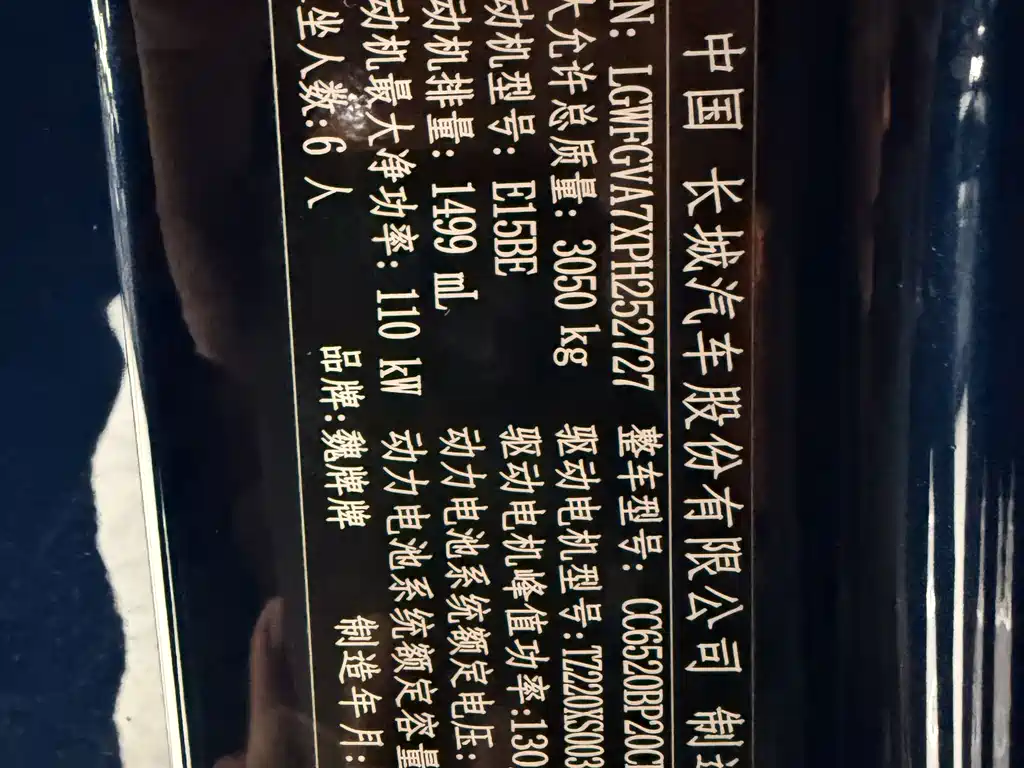 中国 长城汽车股份有限公司 制造
IN: LGWFGVA7XPH252727 整车型号: CC6520BP20C
大允许总质量: 3050 kg 驱动电机型号:TZ220XS003
动机型号: E15BE 驱动电机峰值功率:130
动机排量: 1499 mL 动力电池系统额定电压:
动机最大净功率: 110 kW 动力电池系统额定容量
坐人数:6 人 品牌:魏牌牌 制造年月: